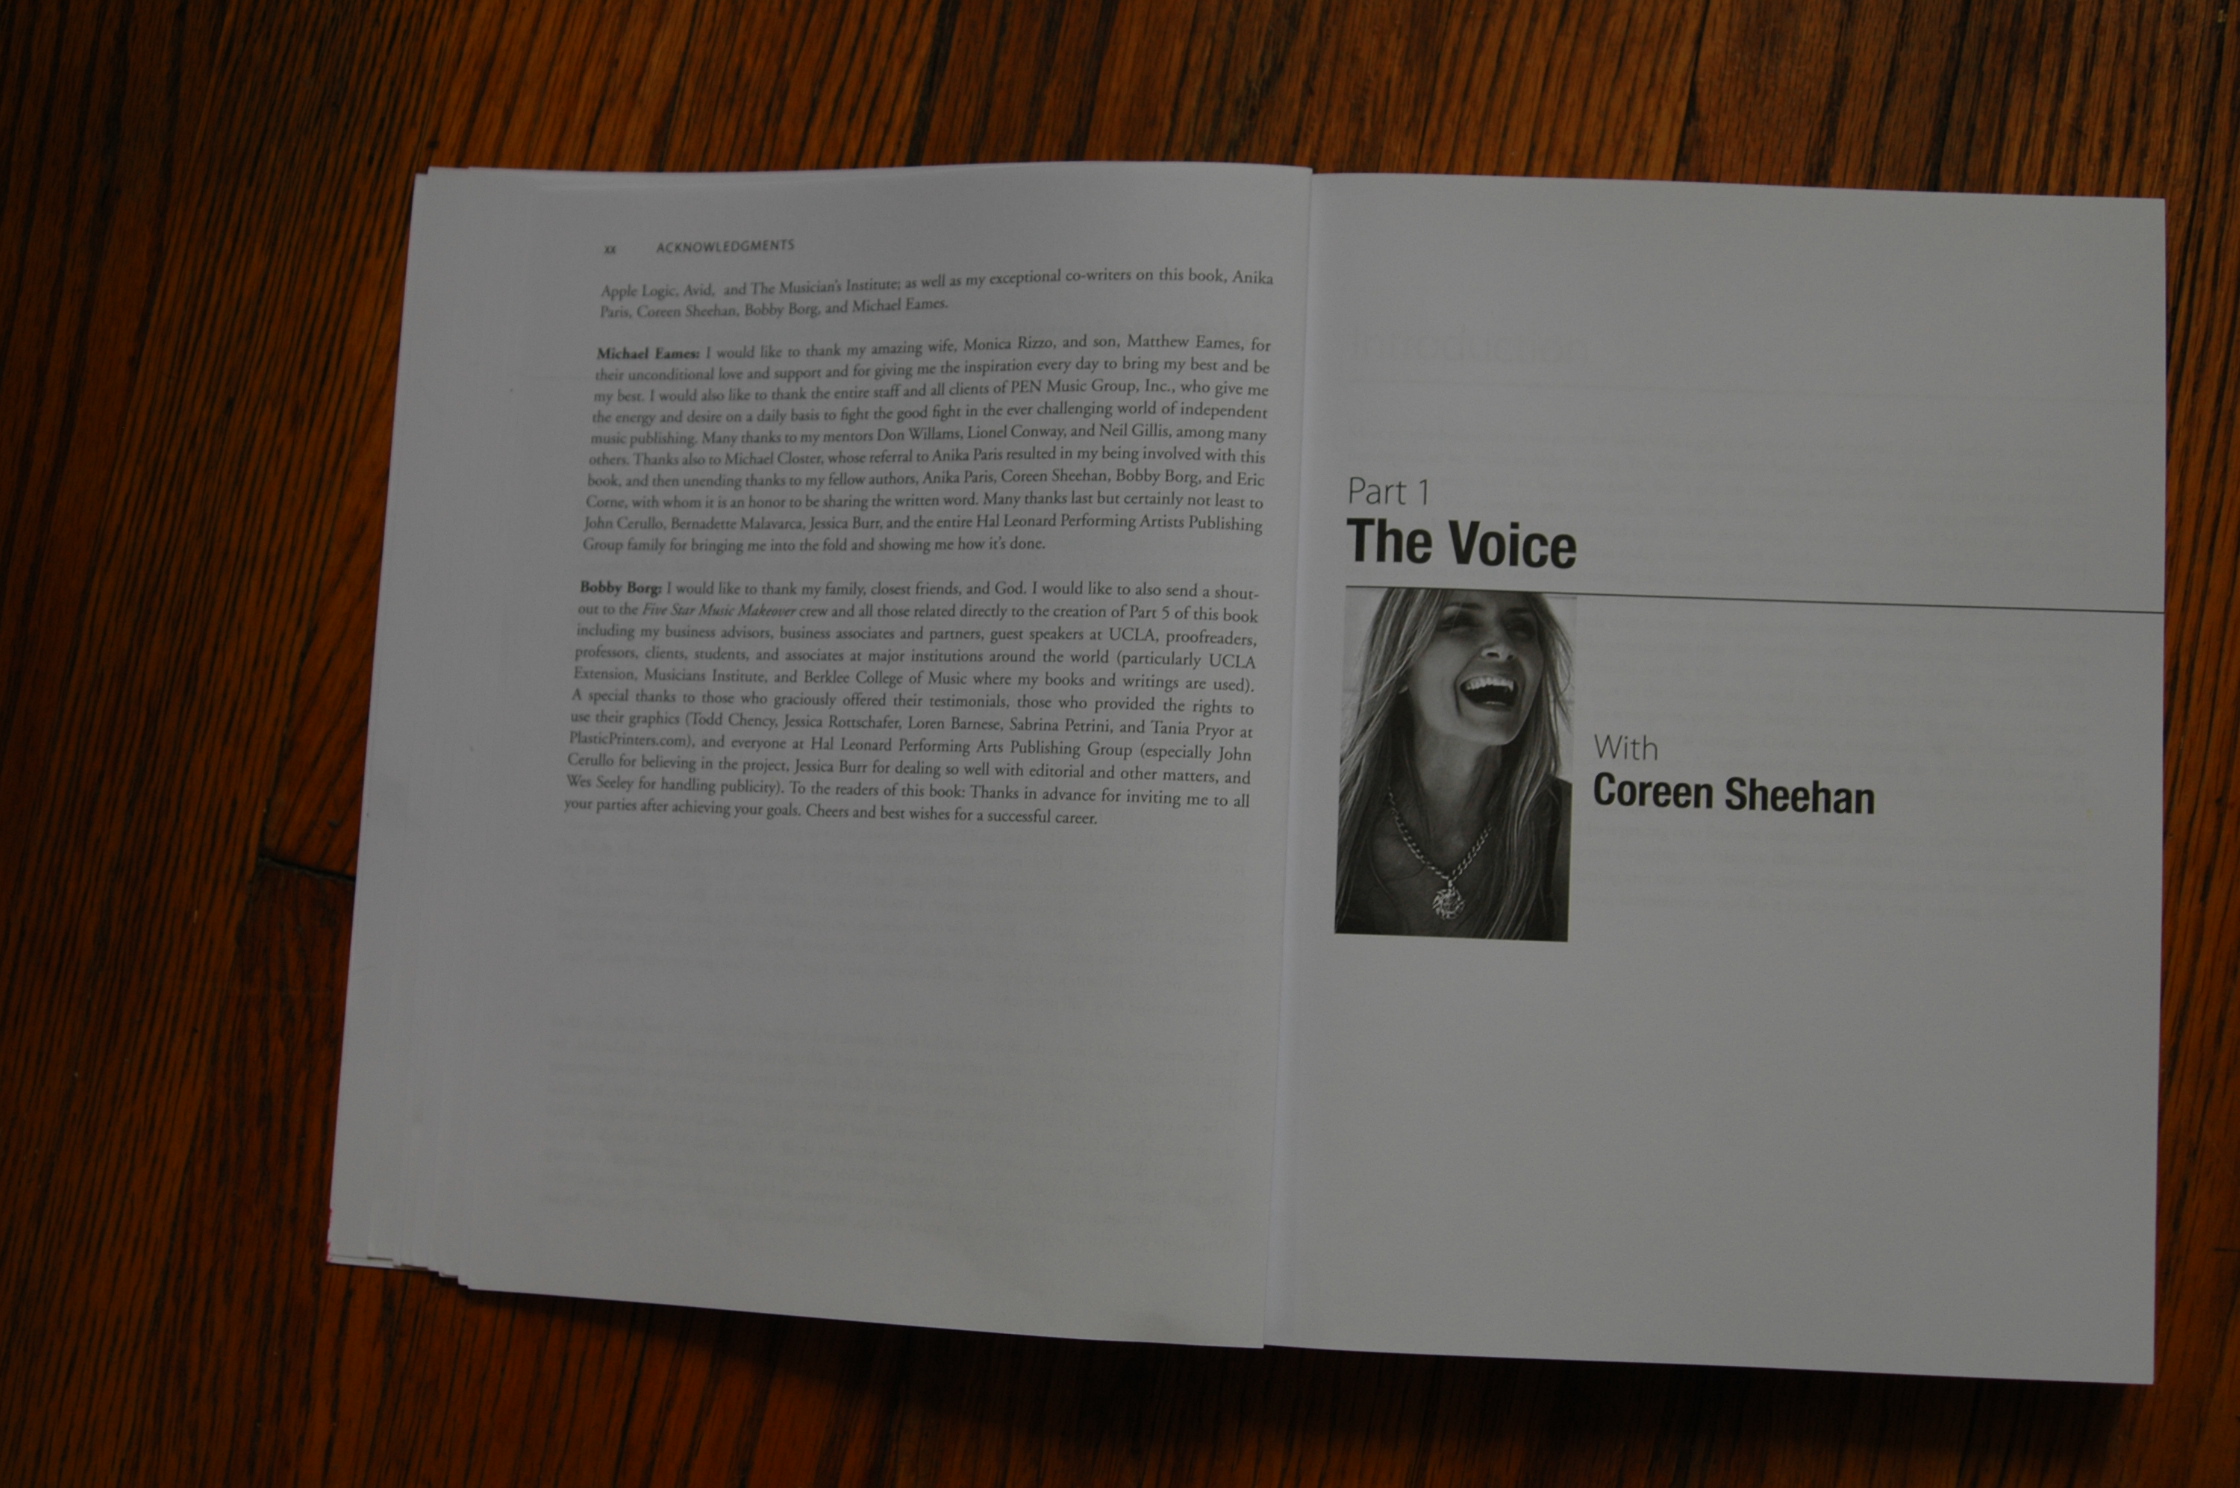 xx ACKNOWLEDGMENTS
Apple Logic, Avid, and The Musician's Institute; as well as my exceptional co-writers on this book, Anika
Paris, Coreen Sheehan, Bobby Borg, and Michael Eames.
Michael Eames: I would like to thank my amazing wife, Monica Rizzo, and son, Matthew Eames, for
their unconditional love and support and for giving me the inspiration every day to bring my best and be
my best. I would also like to thank the entire staff and all clients of PEN Music Group, Inc., who give me
the energy and desire on a daily basis to fight the good fight in the ever challenging world of independent
music publishing. Many thanks to my mentors Don Willams, Lionel Conway, and Neil Gillis, among many
others. Thanks also to Michael Closter, whose referral to Anika Paris resulted in my being involved with this
book, and then unending thanks to my fellow authors, Anika Paris, Coreen Sheehan, Bobby Borg, and Eric
Corne, with whom it is an honor to be sharing the written word. Many thanks last but certainly not least to
John Cerullo, Bernadette Malavarca, Jessica Burr, and the entire Hal Leonard Performing Artists Publishing
Group family for bringing me into the fold and showing me how it's done.
Bobby Borg: I would like to thank my family, closest friends, and God. I would like to also send a shout-
out to the Five Star Music Makeover crew and all those related directly to the creation of Part 5 of this book
including my business advisors, business associates and partners, guest speakers at UCLA, proofreaders,
professors, clients, students, and associates at major institutions around the world (particularly UCLA
Extension, Musicians Institute, and Berklee College of Music where my books and writings are used).
A special thanks to those who graciously offered their testimonials, those who provided the rights to
use their graphics (Todd Chency, Jessica Rottschafer, Loren Barnese, Sabrina Petrini, and Tania Pryor at
PlasticPrinters.com), and everyone at Hal Leonard Performing Arts Publishing Group (especially John
Cerullo for believing in the project, Jessica Burr for dealing so well with editorial and other matters, and
Wes Seeley for handling publicity). To the readers of this book: Thanks in advance for inviting me to all
your parties after achieving your goals. Cheers and best wishes for a successful career.
Part 1
The Voice
With
Coreen Sheehan